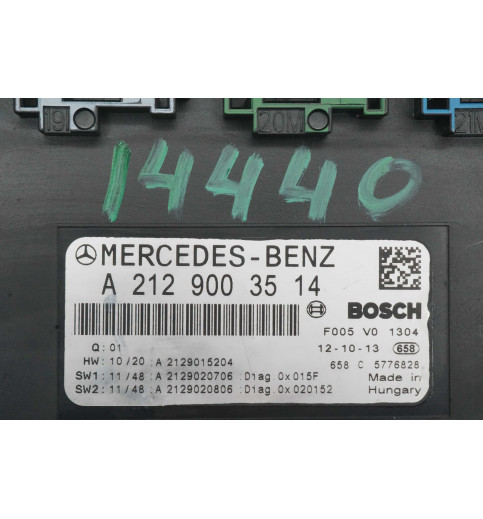 19 20M 21M
14440
MERCEDES-BENZ
A 212 900 35 14
BOSCH
F005 V0 1304
Q: 01
12-10-13 658
HW: 10/20 :A 2129015204
658 C 5776828
SW1: 11/48 :A 2129020706 :Diag.0x015F
Made in
SW2: 11/48 :A 2129020806 :Diag.0x020152
Hungary